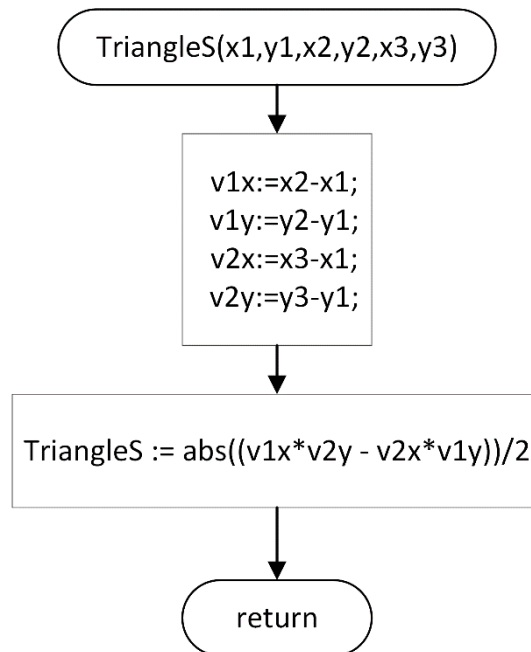 TriangleS(x1,y1,x2,y2,x3,y3)
v1x:=x2-x1;
v1y:=y2-y1;
v2x:=x3-x1;
v2y:=y3-y1;
TriangleS := abs((v1x*v2y - v2x*v1y))/2
return